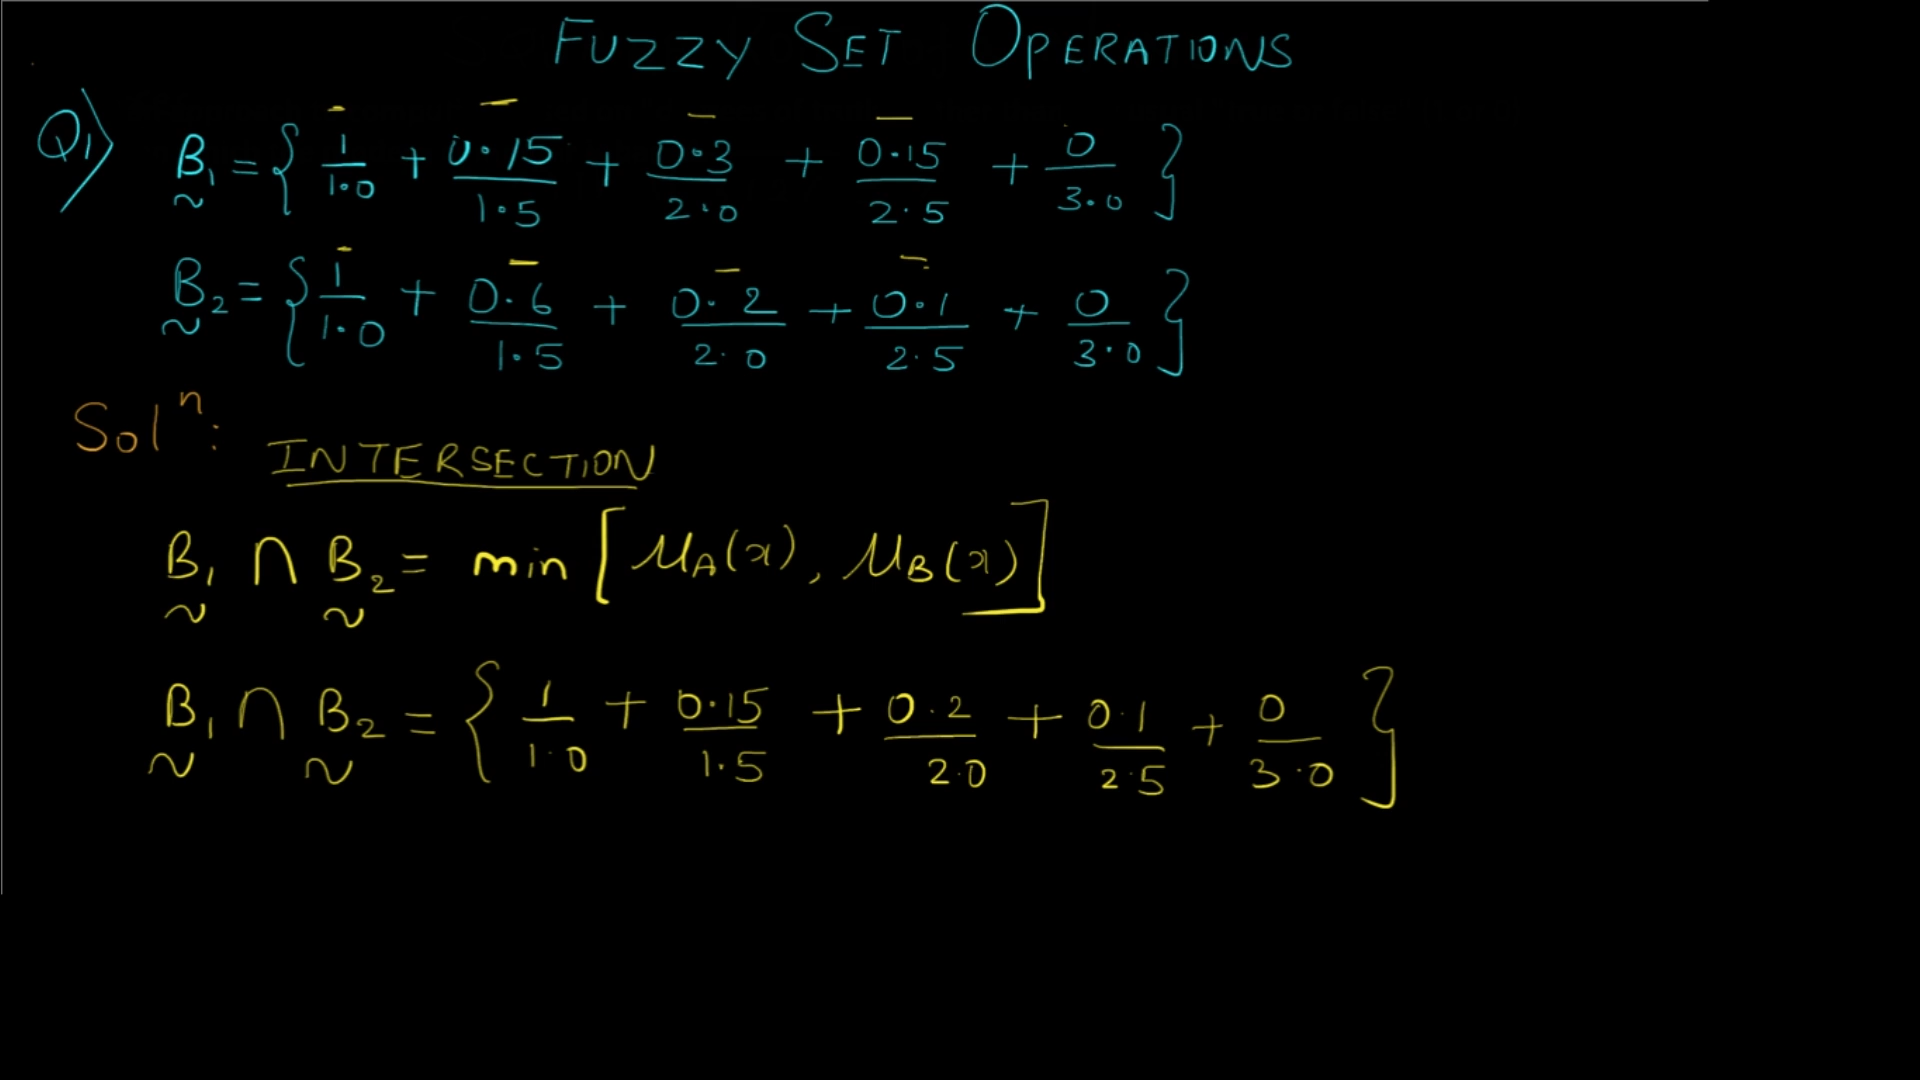 FUZZY SET OPERATIONS
Q1) B₁ = { 1/1.0 + 0.15/1.5 + 0.3/2.0 + 0.15/2.5 + 0/3.0 }
B₂ = { 1/1.0 + 0.6/1.5 + 0.2/2.0 + 0.1/2.5 + 0/3.0 }
Solⁿ:
INTERSECTION
B₁ ∩ B₂ = min [ μA(x), μB(x) ]
B₁ ∩ B₂ = { 1/1.0 + 0.15/1.5 + 0.2/2.0 + 0.1/2.5 + 0/3.0 }